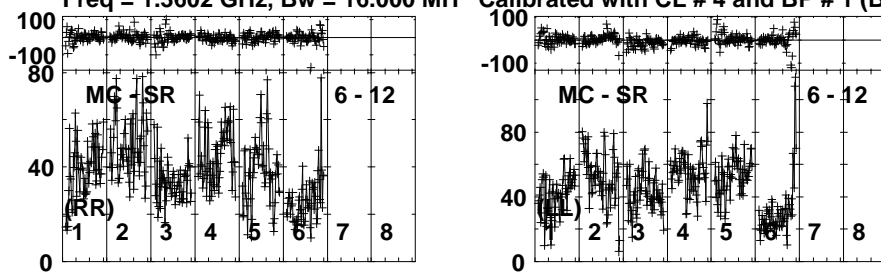 Freq = 1.5602 GHz, Bw = 16.000 MH Calibrated with CL # 4 and BP # 1 (B
100
-100
100
-100
80
40
0
MC - SR
6 - 12
(RR)
1 2 3 4 5 6 7 8
120
80
40
0
MC - SR
6 - 12
(LL)
1 2 3 4 5 6 7 8